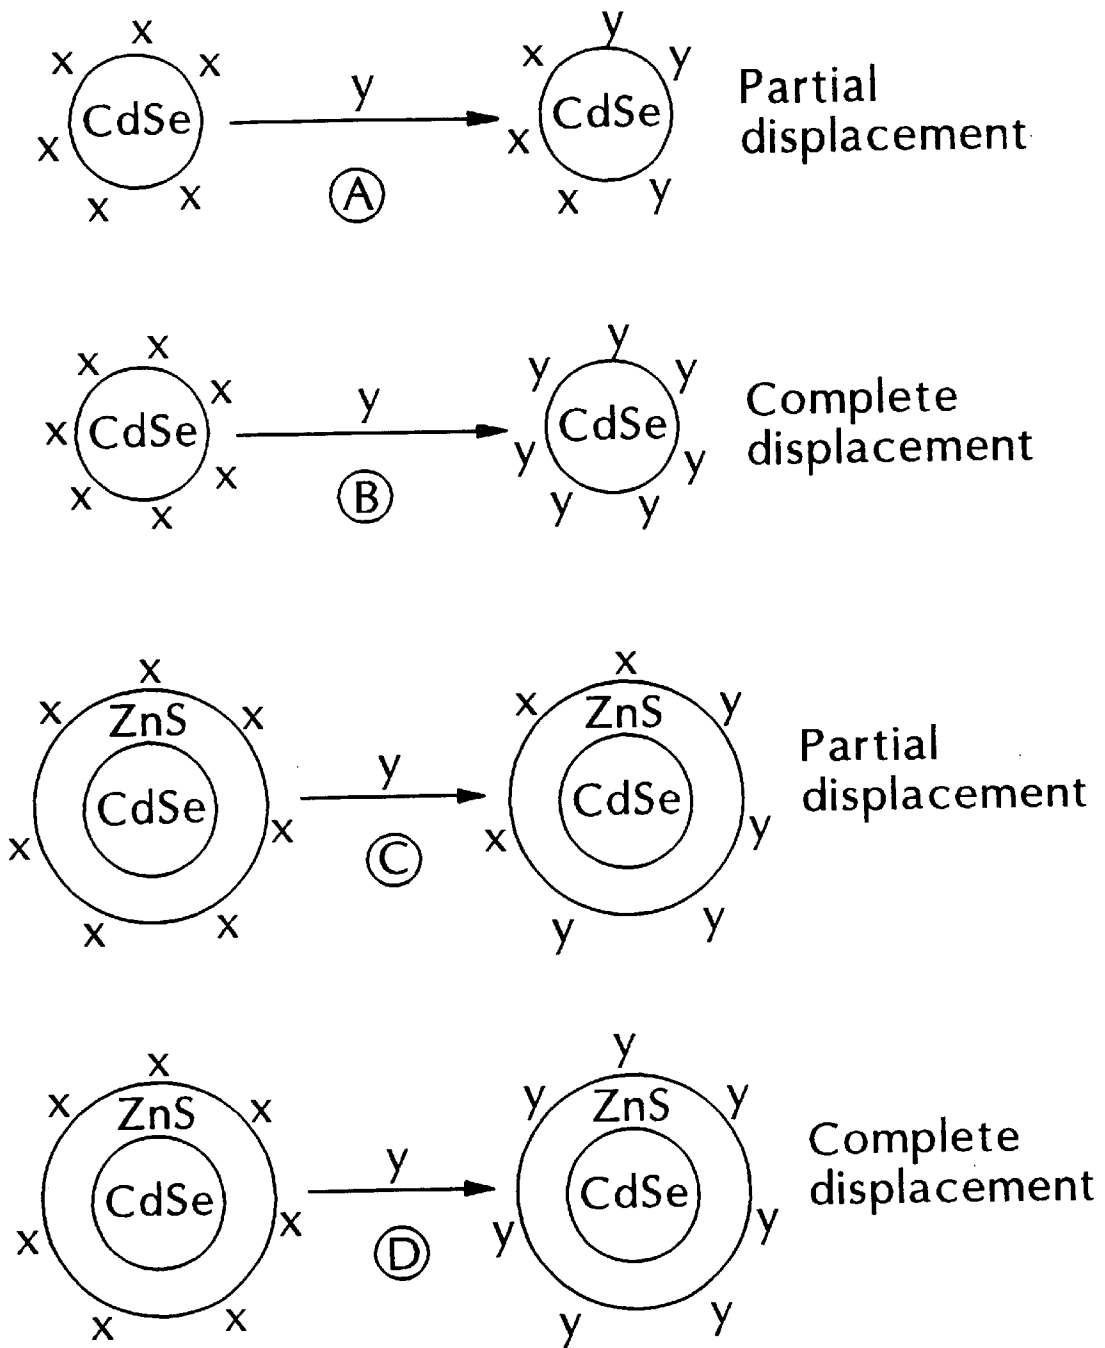 x
x x
CdSe
x
x x
y
A
y
x y
CdSe
x
x y
Partial
displacement
x
x x
x CdSe
x
x x
y
B
y
y y
CdSe
y y
y y
Complete
displacement
x
x x
ZnS
CdSe
x x
x x
y
C
x
x y
ZnS
CdSe
x y
y y
Partial
displacement
x
x x
ZnS
CdSe
x x
x x
y
D
y
y y
ZnS
CdSe
y y
y y
Complete
displacement